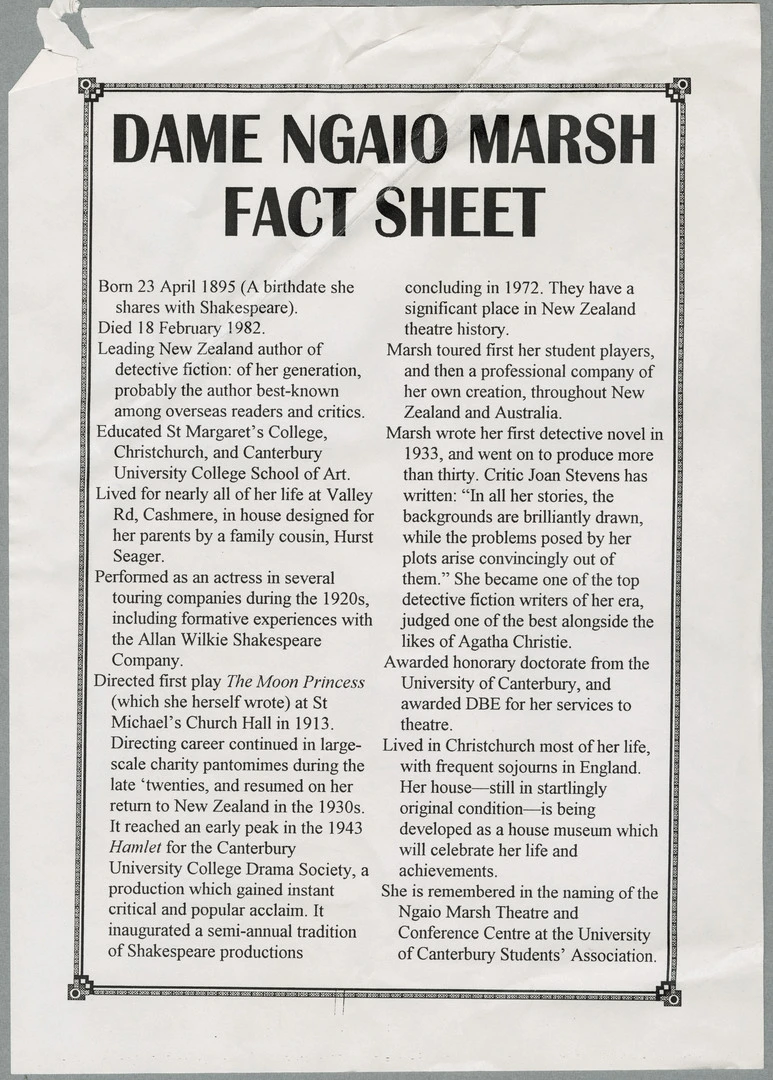 DAME NGAIO MARSH
FACT SHEET
Born 23 April 1895 (A birthdate she
shares with Shakespeare).
Died 18 February 1982.
Leading New Zealand author of
detective fiction: of her generation,
probably the author best-known
among overseas readers and critics.
Educated St Margaret's College,
Christchurch, and Canterbury
University College School of Art.
Lived for nearly all of her life at Valley
Rd, Cashmere, in house designed for
her parents by a family cousin, Hurst
Seager.
Performed as an actress in several
touring companies during the 1920s,
including formative experiences with
the Allan Wilkie Shakespeare
Company.
Directed first play The Moon Princess
(which she herself wrote) at St
Michael's Church Hall in 1913.
Directing career continued in large-
scale charity pantomimes during the
late ‘twenties, and resumed on her
return to New Zealand in the 1930s.
It reached an early peak in the 1943
Hamlet for the Canterbury
University College Drama Society, a
production which gained instant
critical and popular acclaim. It
inaugurated a semi-annual tradition
of Shakespeare productions
concluding in 1972. They have a
significant place in New Zealand
theatre history.
Marsh toured first her student players,
and then a professional company of
her own creation, throughout New
Zealand and Australia.
Marsh wrote her first detective novel in
1933, and went on to produce more
than thirty. Critic Joan Stevens has
written: “In all her stories, the
backgrounds are brilliantly drawn,
while the problems posed by her
plots arise convincingly out of
them.” She became one of the top
detective fiction writers of her era,
judged one of the best alongside the
likes of Agatha Christie.
Awarded honorary doctorate from the
University of Canterbury, and
awarded DBE for her services to
theatre.
Lived in Christchurch most of her life,
with frequent sojourns in England.
Her house—still in startlingly
original condition—is being
developed as a house museum which
will celebrate her life and
achievements.
She is remembered in the naming of the
Ngaio Marsh Theatre and
Conference Centre at the University
of Canterbury Students’ Association.